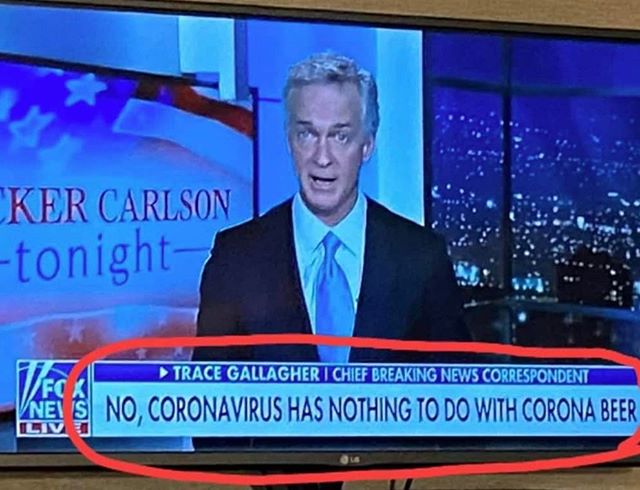 CKER CARLSON
-tonight-
▸ TRACE GALLAGHER | CHIEF BREAKING NEWS CORRESPONDENT
FOX
NEWS
LIVE
NO, CORONAVIRUS HAS NOTHING TO DO WITH CORONA BEER
LG